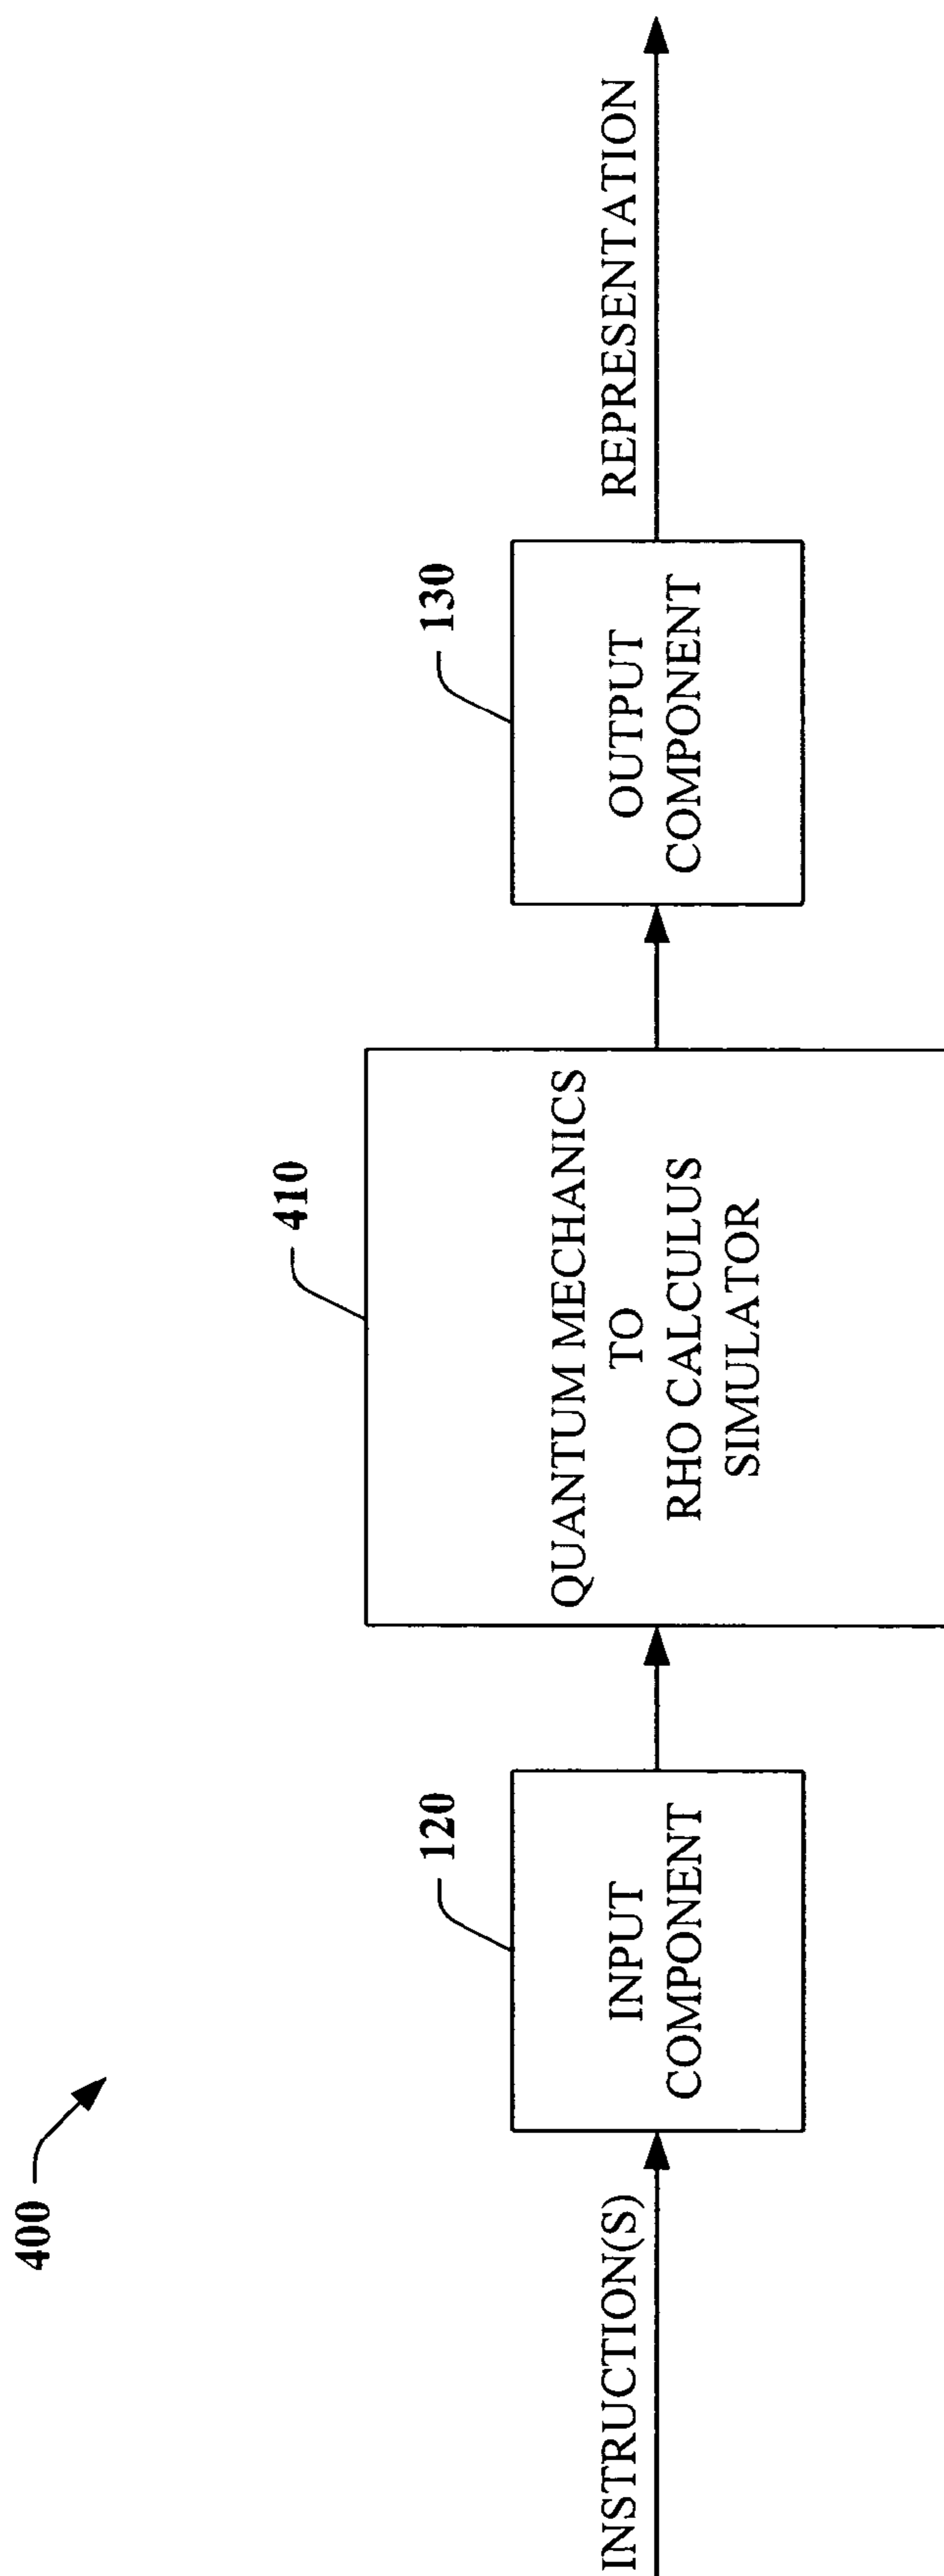 400
INSTRUCTION(S)
120
INPUT
COMPONENT
410
QUANTUM MECHANICS
TO
RHO CALCULUS
SIMULATOR
130
OUTPUT
COMPONENT
REPRESENTATION